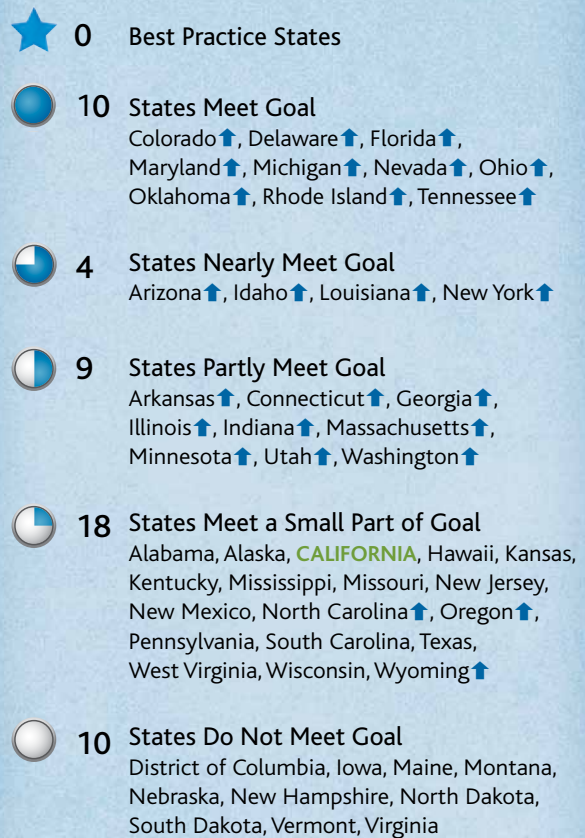 0 Best Practice States
10 States Meet Goal
Colorado⬆, Delaware⬆, Florida⬆,
Maryland⬆, Michigan⬆, Nevada⬆, Ohio⬆,
Oklahoma⬆, Rhode Island⬆, Tennessee⬆
4 States Nearly Meet Goal
Arizona⬆, Idaho⬆, Louisiana⬆, New York⬆
9 States Partly Meet Goal
Arkansas⬆, Connecticut⬆, Georgia⬆,
Illinois⬆, Indiana⬆, Massachusetts⬆,
Minnesota⬆, Utah⬆, Washington⬆
18 States Meet a Small Part of Goal
Alabama, Alaska, CALIFORNIA, Hawaii, Kansas,
Kentucky, Mississippi, Missouri, New Jersey,
New Mexico, North Carolina⬆, Oregon⬆,
Pennsylvania, South Carolina, Texas,
West Virginia, Wisconsin, Wyoming⬆
10 States Do Not Meet Goal
District of Columbia, Iowa, Maine, Montana,
Nebraska, New Hampshire, North Dakota,
South Dakota, Vermont, Virginia